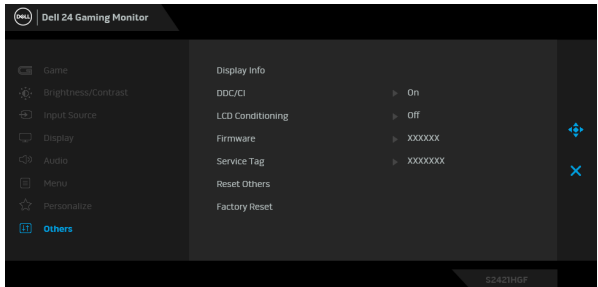 DELL Dell 24 Gaming Monitor
Game
Brightness/Contrast
Input Source
Display
Audio
Menu
Personalize
Others
Display Info
DDC/CI On
LCD Conditioning Off
Firmware XXXXXX
Service Tag XXXXXXX
Reset Others
Factory Reset
S2421HGF